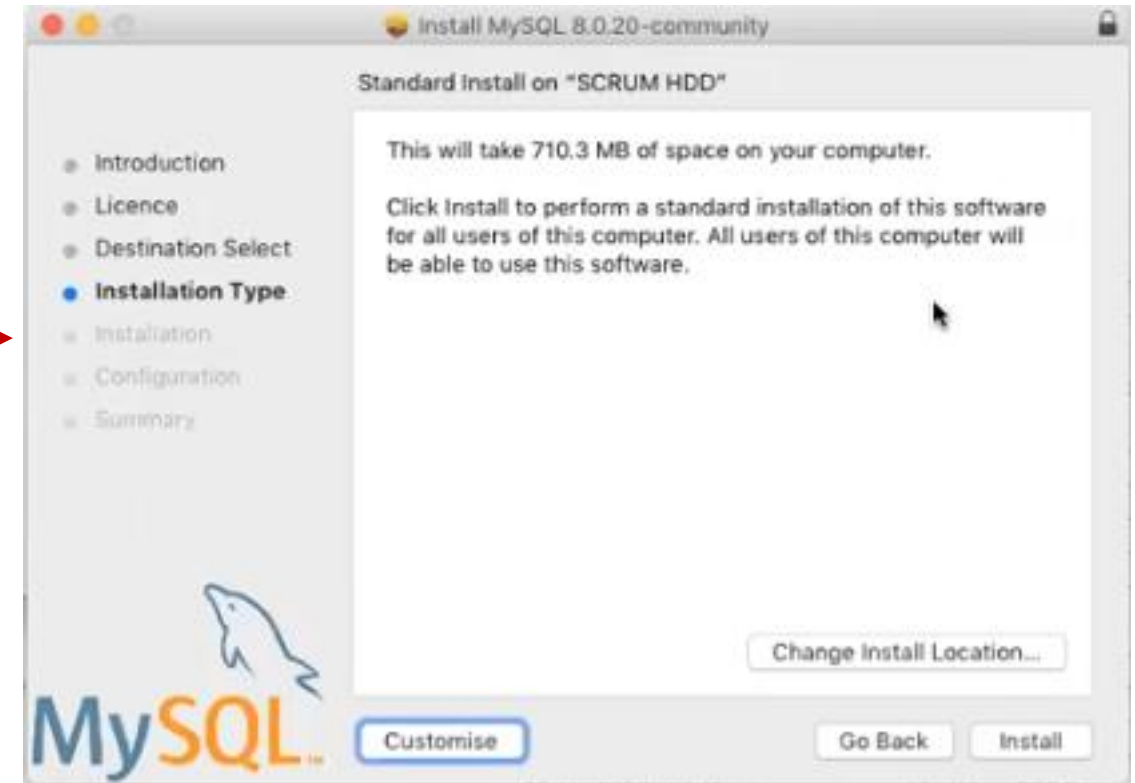 Install MySQL 8.0.20-community
Standard Install on "SCRUM HDD"
Introduction
Licence
Destination Select
Installation Type
Installation
Configuration
Summary
This will take 710.3 MB of space on your computer.
Click Install to perform a standard installation of this software
for all users of this computer. All users of this computer will
be able to use this software.
Change Install Location...
MySQL™
Customise
Go Back
Install